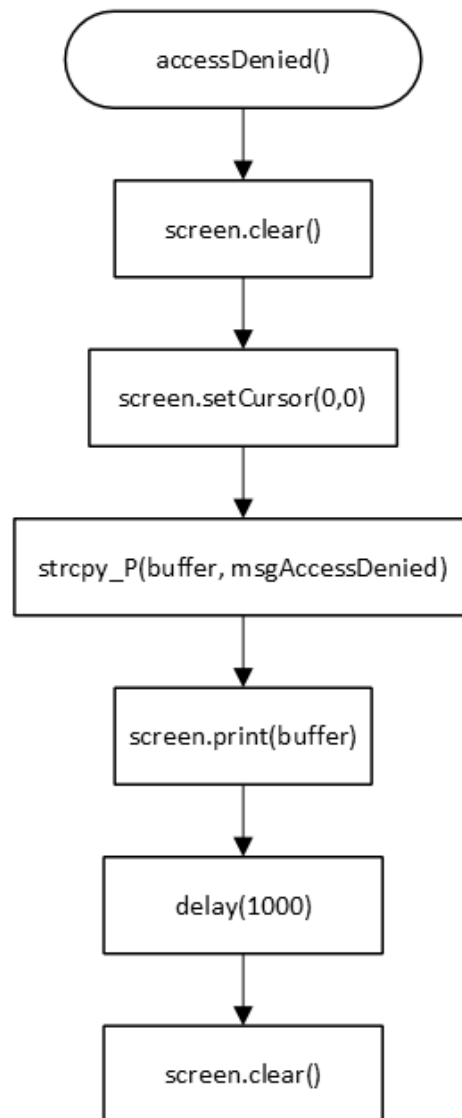 accessDenied()
screen.clear()
screen.setCursor(0,0)
strcpy_P(buffer, msgAccessDenied)
screen.print(buffer)
delay(1000)
screen.clear()